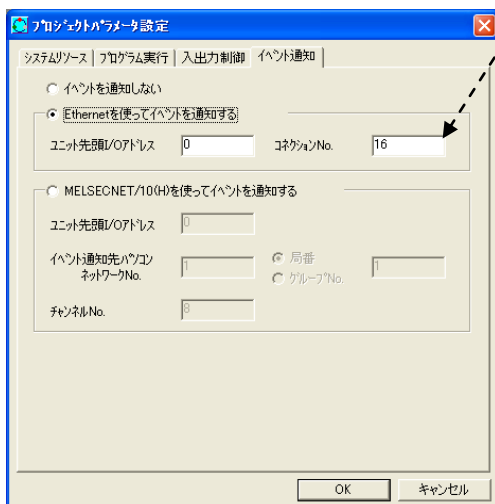 プロジェクトパラメータ設定
システムリソース プログラム実行 入出力制御 イベント通知
イベントを通知しない
Ethernetを使ってイベントを通知する
ユニット先頭I/Oアドレス 0 コネクションNo. 16
MELSECNET/10(H)を使ってイベントを通知する
ユニット先頭I/Oアドレス 0
イベント通知先パソコン
ネットワークNo. 1 局番 1
グループNo.
チャンネルNo. 8
OK キャンセル